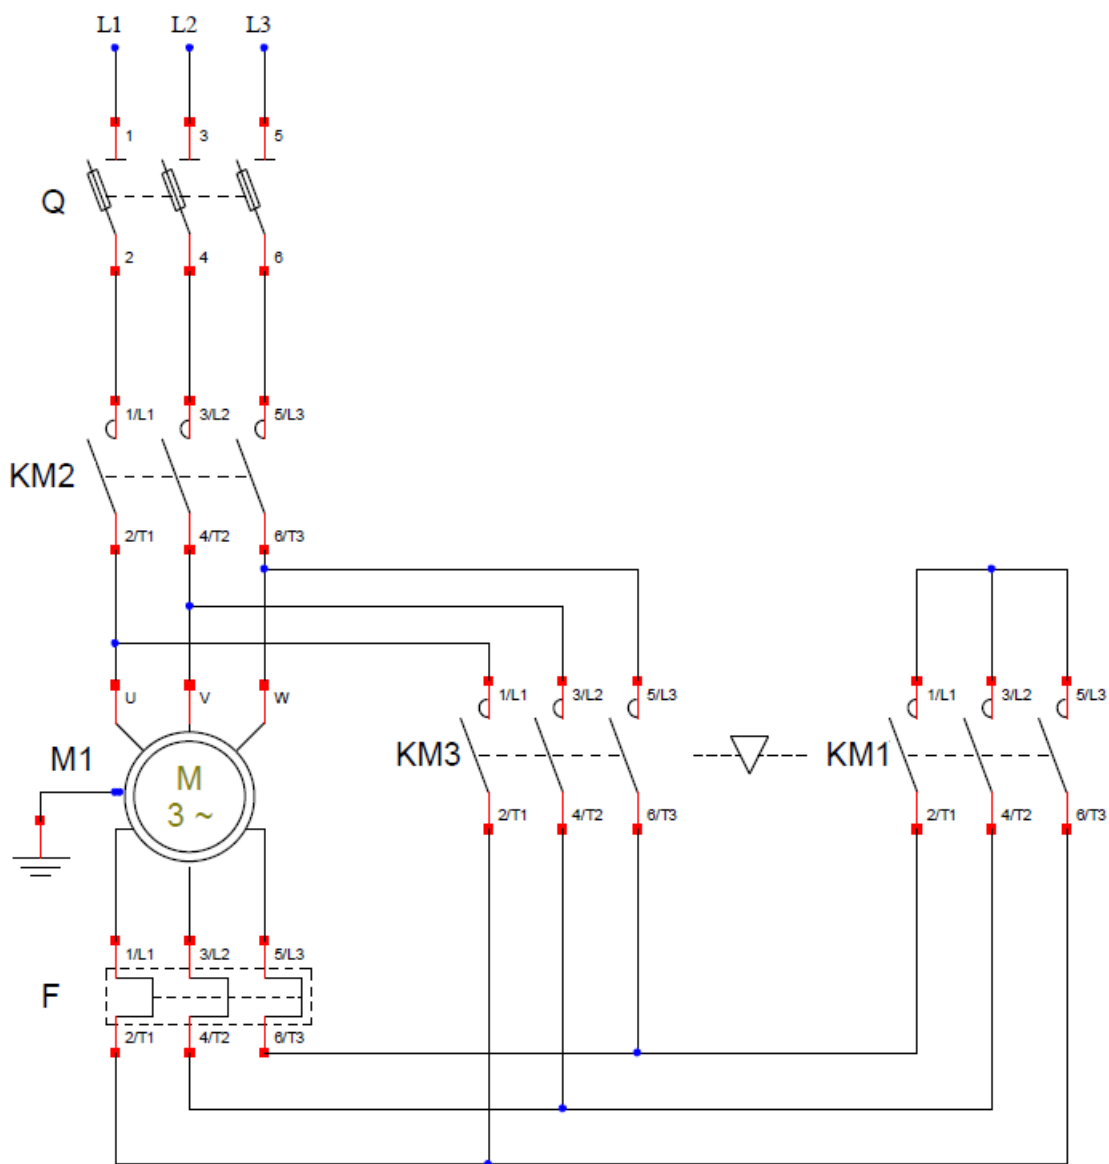 L1 L2 L3
1 3 5
Q
2 4 6
1/L1 3/L2 5/L3
KM2
2/T1 4/T2 6/T3
U V W
1/L1 3/L2 5/L3
1/L1 3/L2 5/L3
M1
M
3 ~
KM3
KM1
2/T1 4/T2 6/T3
2/T1 4/T2 6/T3
1/L1 3/L2 5/L3
F
2/T1 4/T2 6/T3